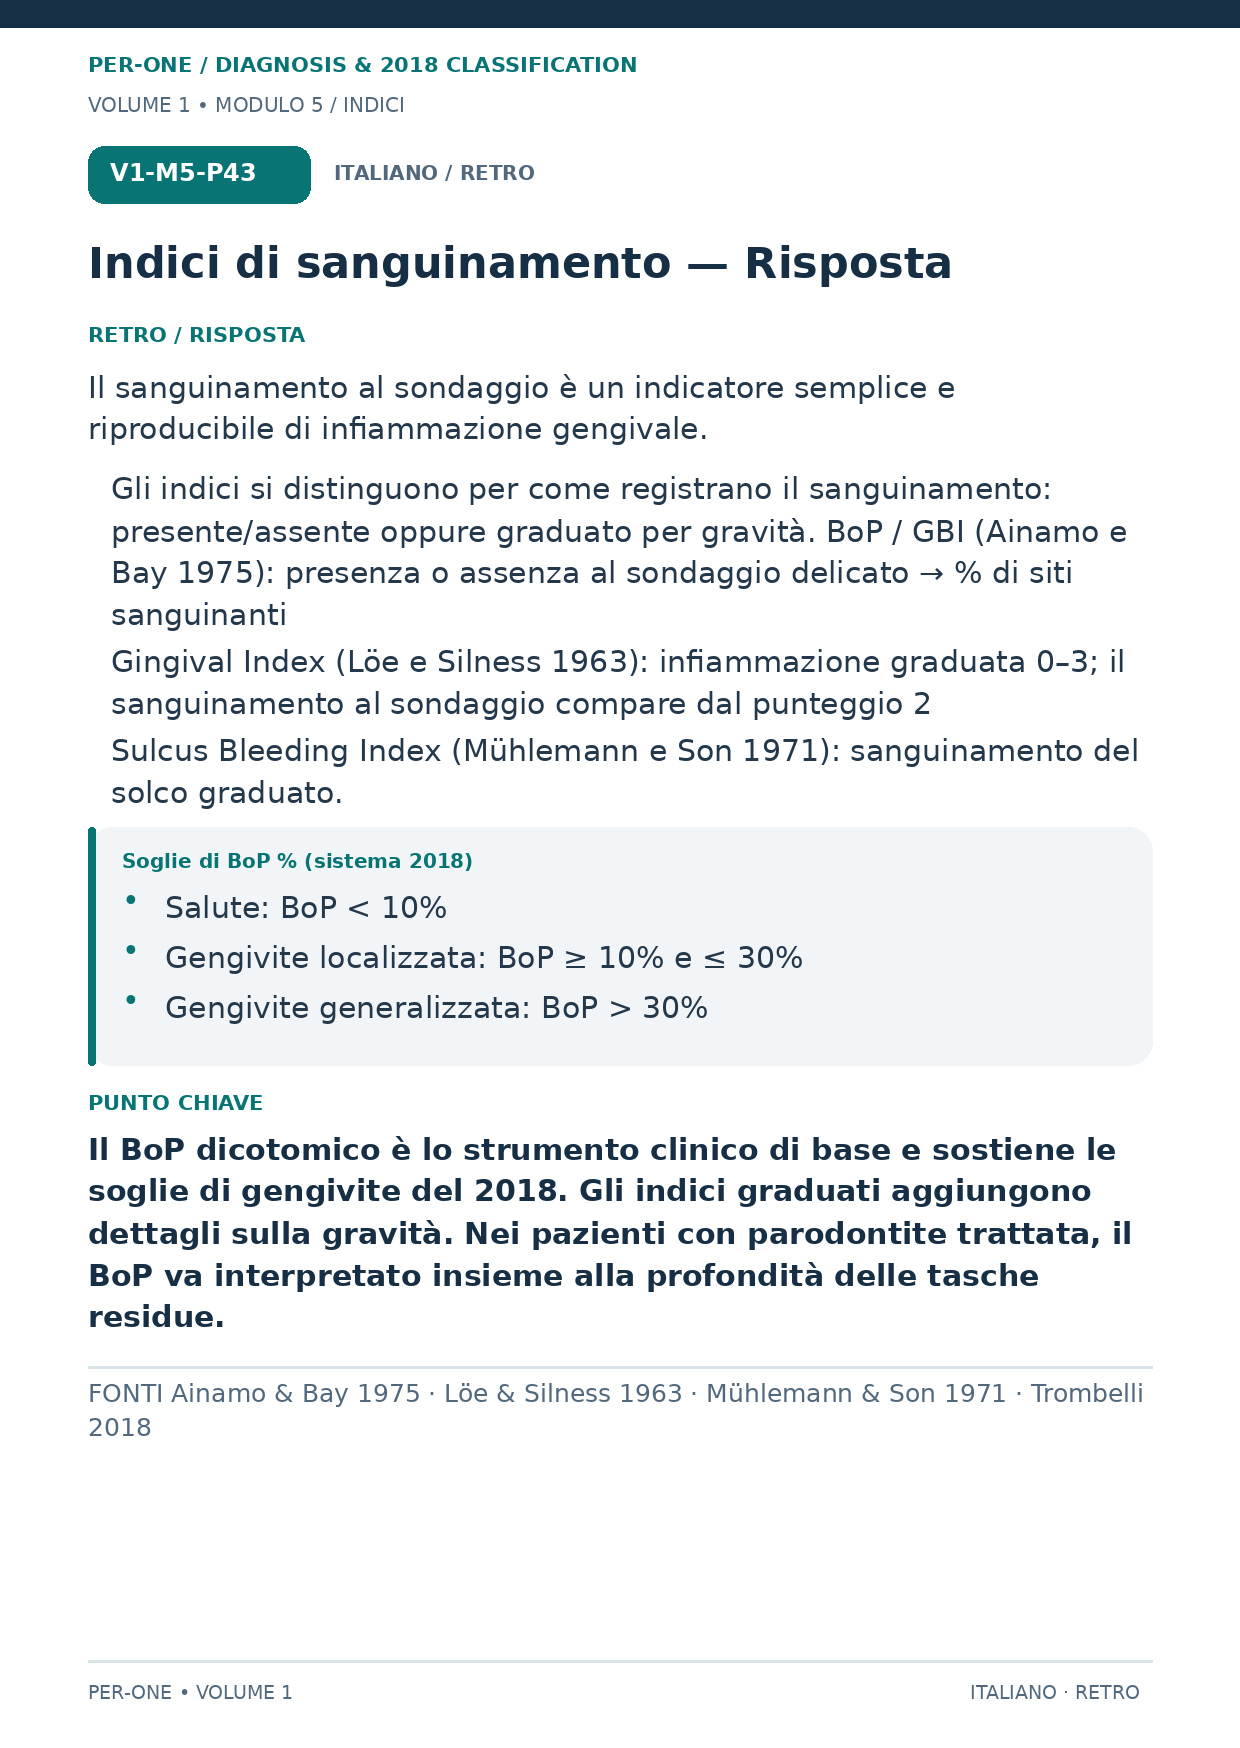 PER-ONE / DIAGNOSIS & 2018 CLASSIFICATION
VOLUME 1 • MODULO 5 / INDICI
V1-M5-P43
ITALIANO / RETRO
Indici di sanguinamento — Risposta
RETRO / RISPOSTA
Il sanguinamento al sondaggio è un indicatore semplice e
riproducibile di infiammazione gengivale.
Gli indici si distinguono per come registrano il sanguinamento:
presente/assente oppure graduato per gravità. BoP / GBI (Ainamo e
Bay 1975): presenza o assenza al sondaggio delicato → % di siti
sanguinanti
Gingival Index (Löe e Silness 1963): infiammazione graduata 0–3; il
sanguinamento al sondaggio compare dal punteggio 2
Sulcus Bleeding Index (Mühlemann e Son 1971): sanguinamento del
solco graduato.
Soglie di BoP % (sistema 2018)
• Salute: BoP < 10%
• Gengivite localizzata: BoP ≥ 10% e ≤ 30%
• Gengivite generalizzata: BoP > 30%
PUNTO CHIAVE
Il BoP dicotomico è lo strumento clinico di base e sostiene le
soglie di gengivite del 2018. Gli indici graduati aggiungono
dettagli sulla gravità. Nei pazienti con parodontite trattata, il
BoP va interpretato insieme alla profondità delle tasche
residue.
FONTI Ainamo & Bay 1975 · Löe & Silness 1963 · Mühlemann & Son 1971 · Trombelli
2018
PER-ONE • VOLUME 1
ITALIANO · RETRO